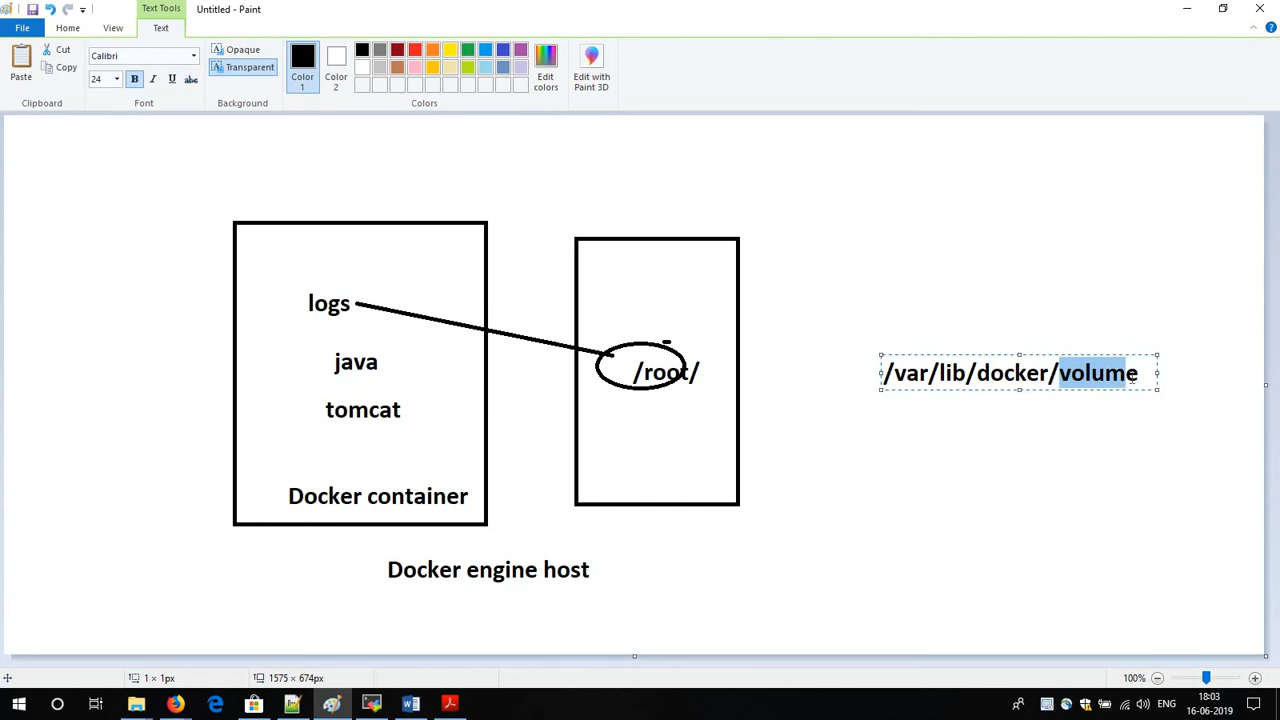 Text Tools
Untitled - Paint
File
Home
View
Text
Paste
Cut
Copy
Calibri
24
B
I
U
abc
Opaque
Transparent
Color 1
Color 2
Edit colors
Edit with Paint 3D
Clipboard
Font
Background
Colors
logs
java
tomcat
Docker container
/root/
/var/lib/docker/volume
Docker engine host
1 × 1px
1575 × 674px
100%
18:03
16-06-2019